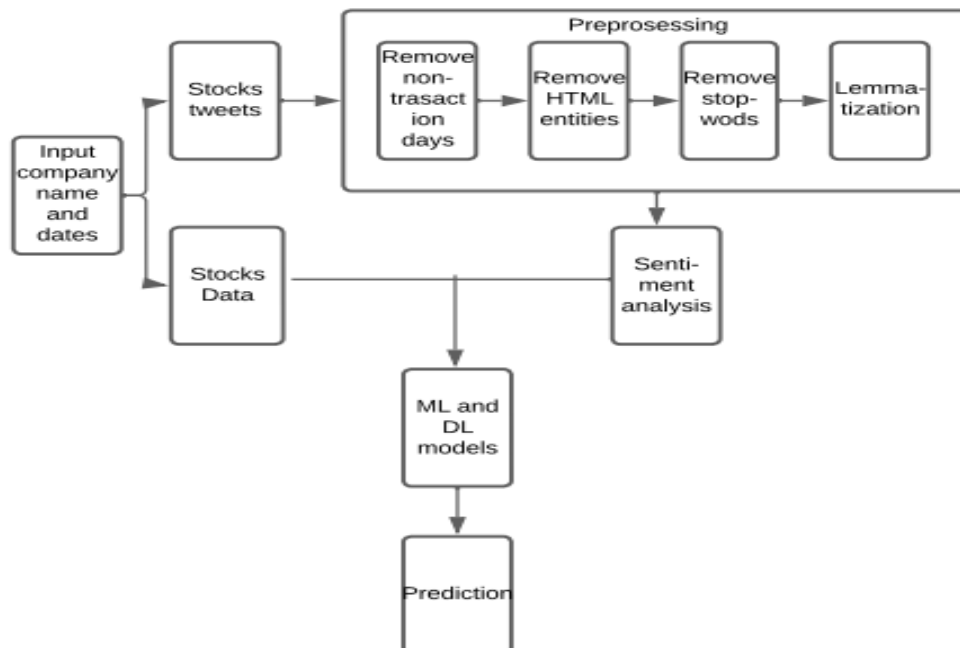 Preprosessing
Input
company
name
and
dates
Stocks
tweets
Remove
non-
trasact
ion
days
Remove
HTML
entities
Remove
stop-
wods
Lemma-
tization
Stocks
Data
Senti-
ment
analysis
ML and
DL
models
Prediction